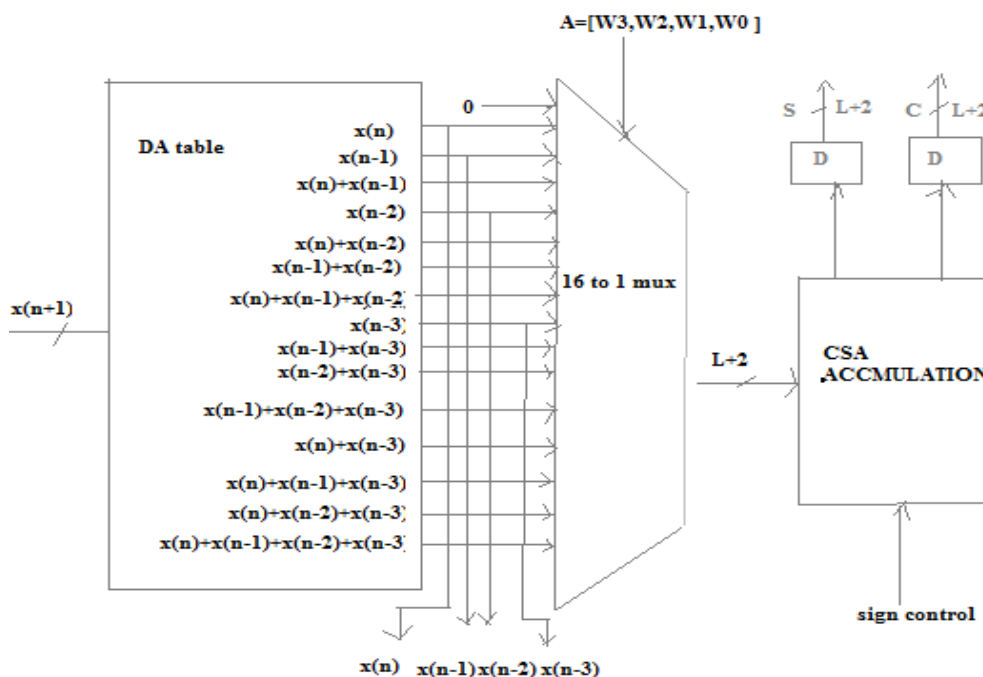 A=[W3,W2,W1,W0 ]
0
S
L+2
C
L+2
DA table
x(n)
x(n-1)
x(n)+x(n-1)
x(n-2)
x(n)+x(n-2)
x(n-1)+x(n-2)
x(n)+x(n-1)+x(n-2)
x(n-3)
x(n-1)+x(n-3)
x(n-2)+x(n-3)
x(n-1)+x(n-2)+x(n-3)
x(n)+x(n-3)
x(n)+x(n-1)+x(n-3)
x(n)+x(n-2)+x(n-3)
x(n)+x(n-1)+x(n-2)+x(n-3)
x(n+1)
16 to 1 mux
D
D
L+2
CSA
ACCMULATION
sign control
x(n)
x(n-1)
x(n-2)
x(n-3)